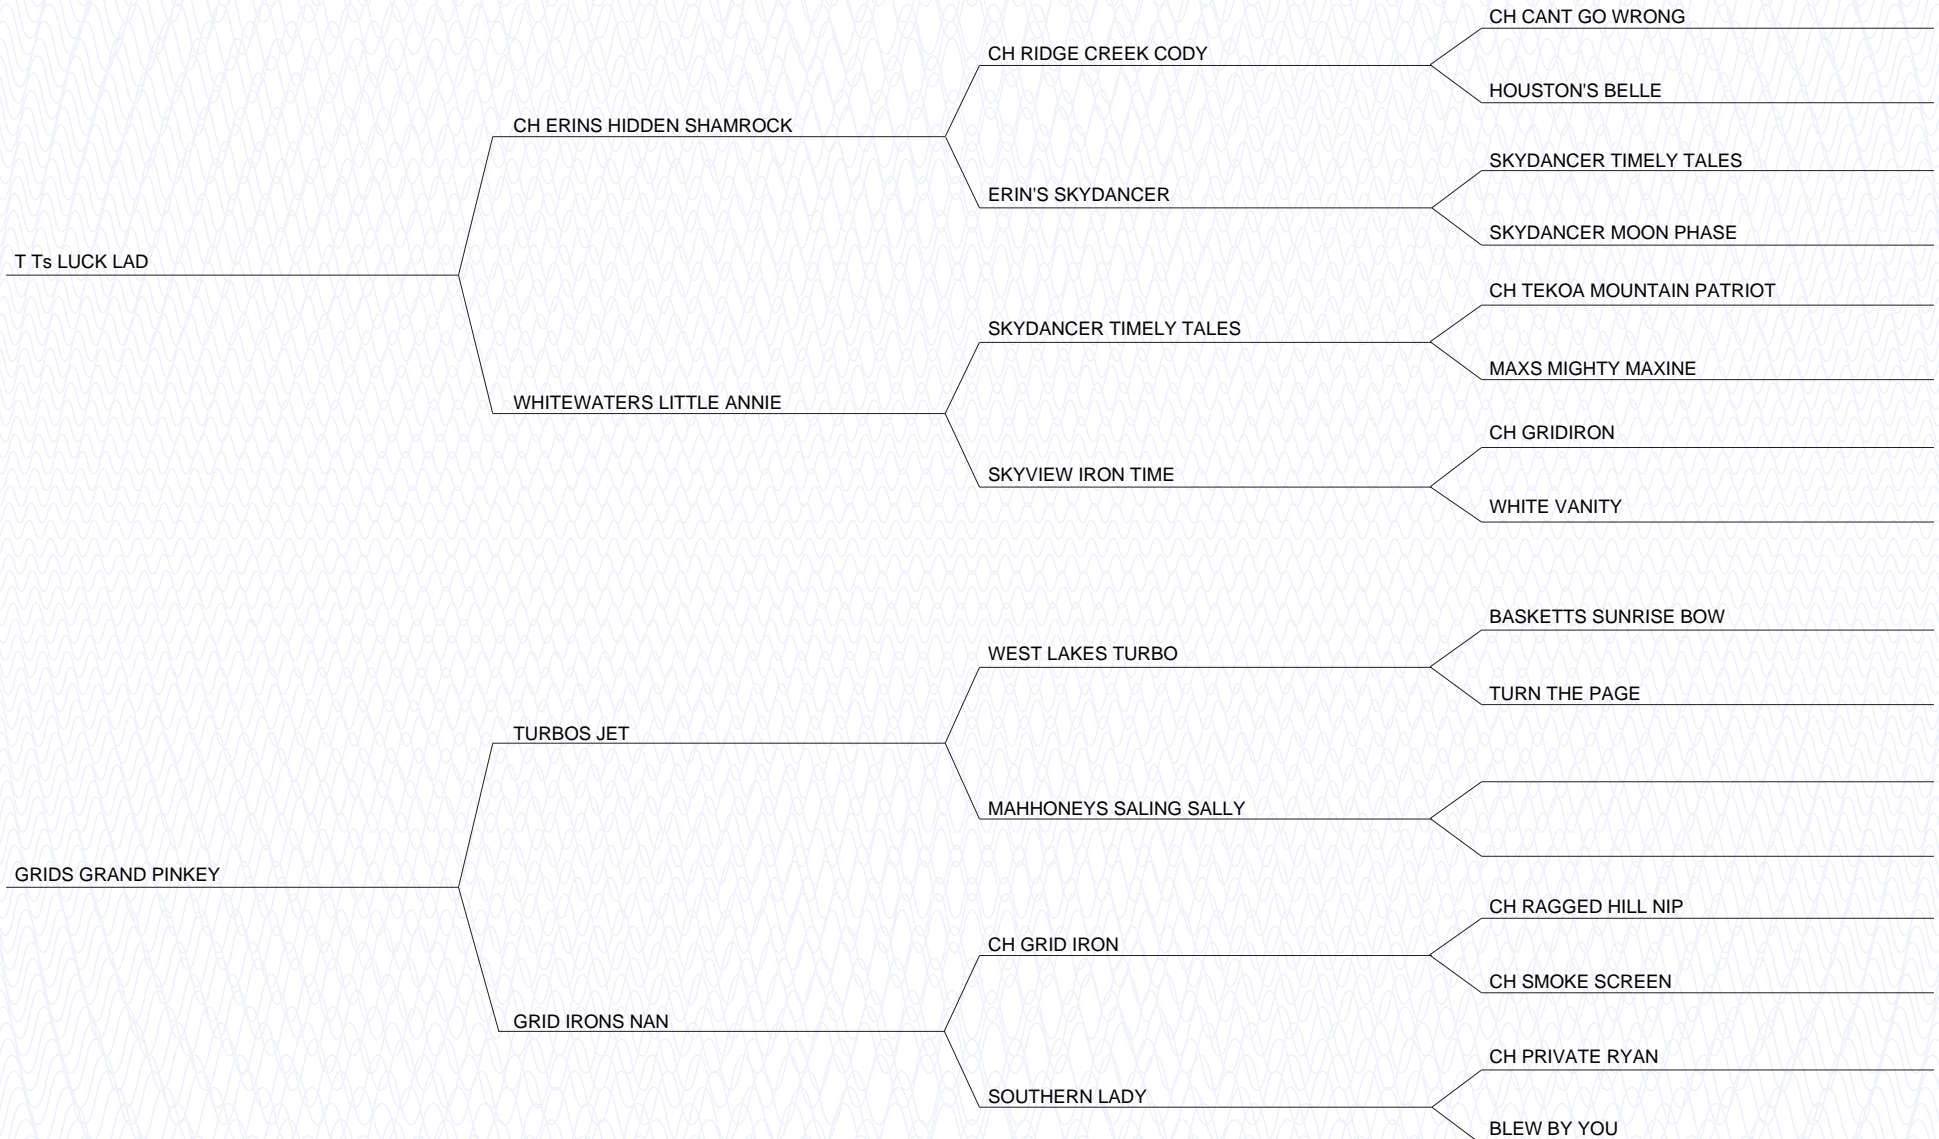 CH CANT GO WRONG
CH RIDGE CREEK CODY
HOUSTON'S BELLE
CH ERINS HIDDEN SHAMROCK
SKYDANCER TIMELY TALES
ERIN'S SKYDANCER
SKYDANCER MOON PHASE
T Ts LUCK LAD
CH TEKOA MOUNTAIN PATRIOT
SKYDANCER TIMELY TALES
MAXS MIGHTY MAXINE
WHITEWATERS LITTLE ANNIE
CH GRIDIRON
SKYVIEW IRON TIME
WHITE VANITY
BASKETTS SUNRISE BOW
WEST LAKES TURBO
TURN THE PAGE
TURBOS JET
MAHHONEYS SALING SALLY
GRIDS GRAND PINKEY
CH RAGGED HILL NIP
CH GRID IRON
CH SMOKE SCREEN
GRID IRONS NAN
CH PRIVATE RYAN
SOUTHERN LADY
BLEW BY YOU